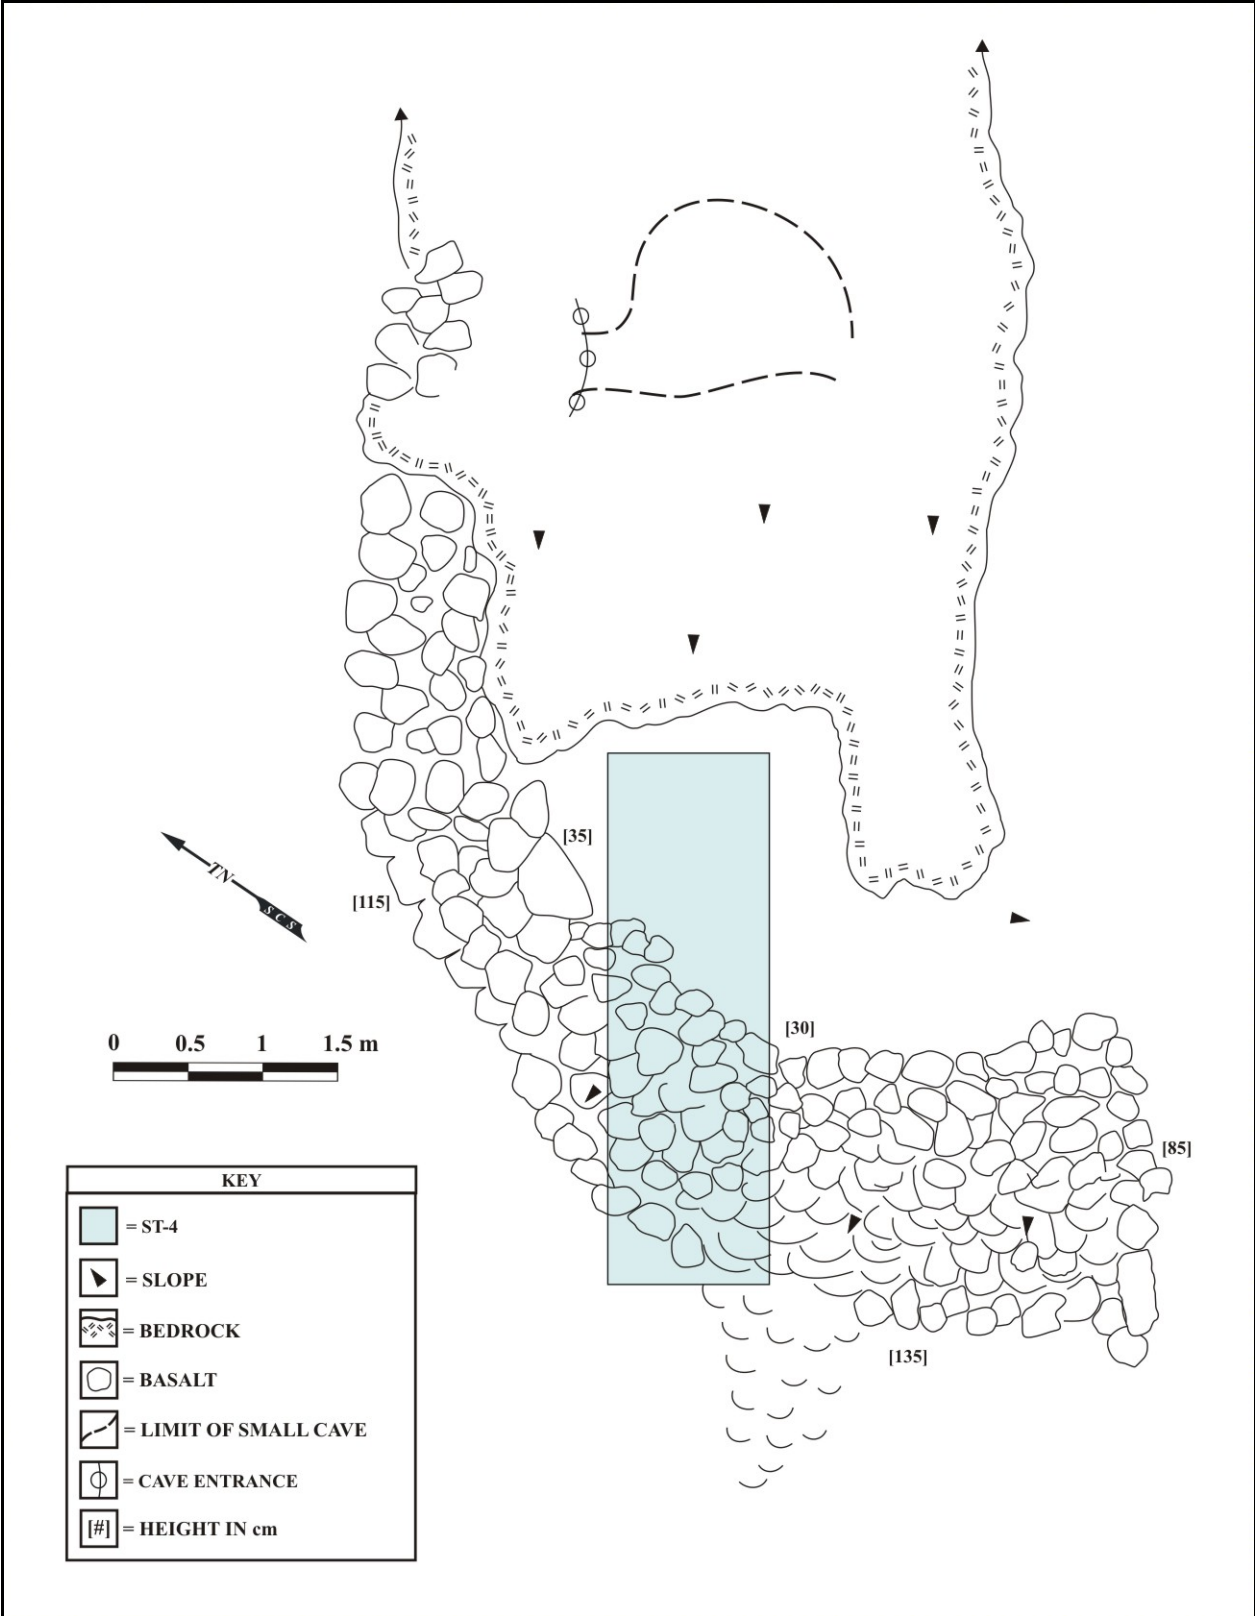 [35]
TN
SCS
[115]
[30]
0 0.5 1 1.5 m
[85]
[135]
KEY
= ST-4
= SLOPE
= BEDROCK
= BASALT
= LIMIT OF SMALL CAVE
= CAVE ENTRANCE
[#] = HEIGHT IN cm